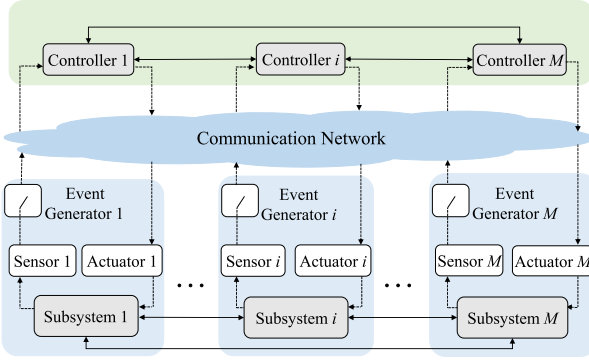 Controller 1
Controller i
Controller M
Communication Network
Event
Generator 1
Event
Generator i
Event
Generator M
Sensor 1
Actuator 1
Sensor i
Actuator i
Sensor M
Actuator M
...
...
Subsystem 1
Subsystem i
Subsystem M